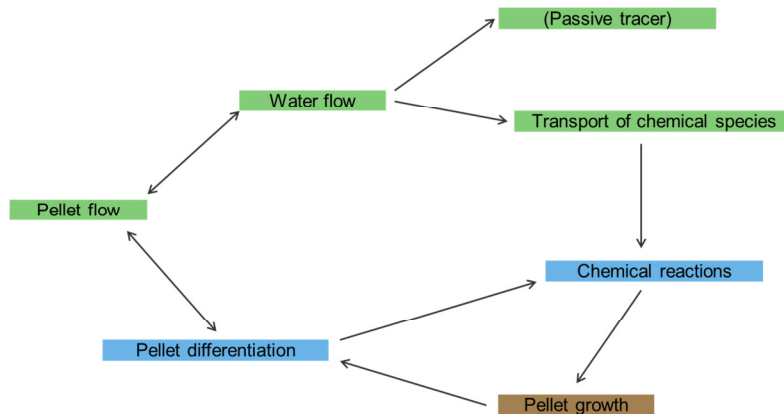 (Passive tracer)
Water flow
Transport of chemical species
Pellet flow
Chemical reactions
Pellet differentiation
Pellet growth